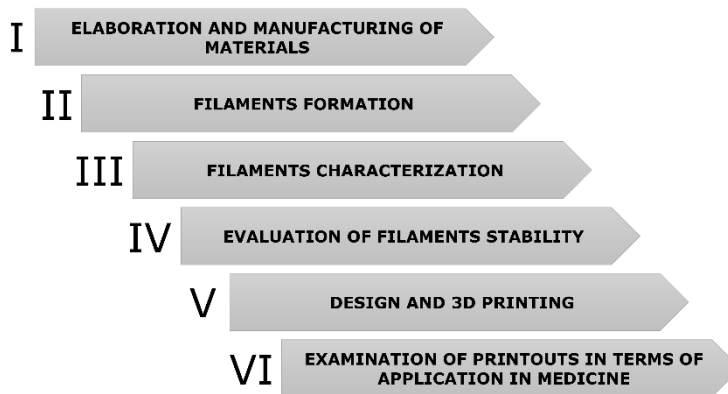 I
ELABORATION AND MANUFACTURING OF
MATERIALS
II
FILAMENTS FORMATION
III
FILAMENTS CHARACTERIZATION
IV
EVALUATION OF FILAMENTS STABILITY
V
DESIGN AND 3D PRINTING
VI
EXAMINATION OF PRINTOUTS IN TERMS OF
APPLICATION IN MEDICINE